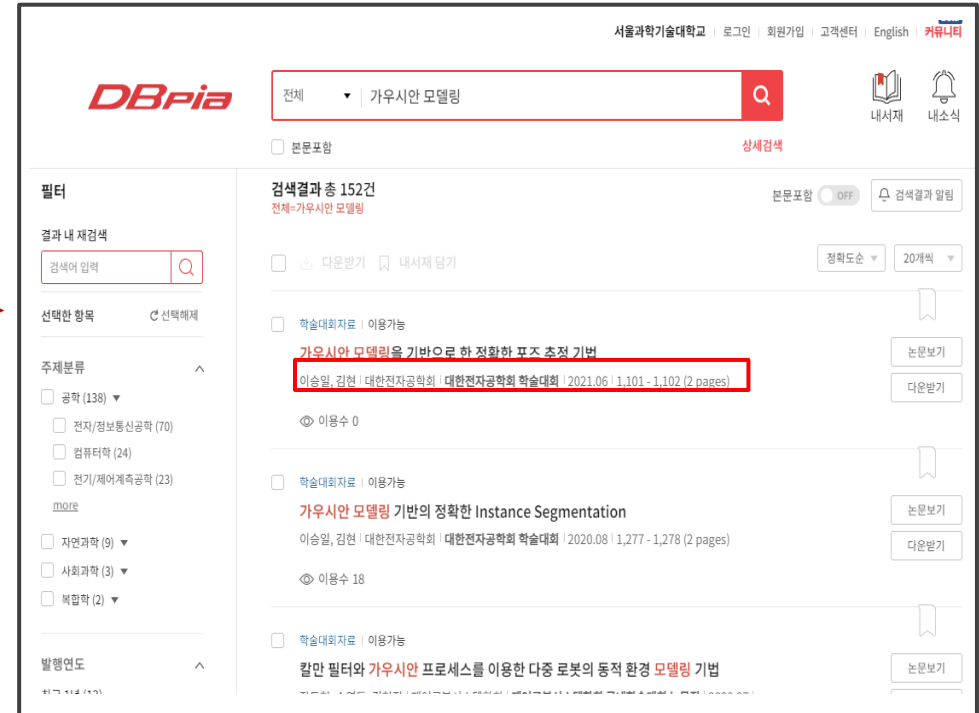 서울과학기술대학교 로그인 회원가입 고객센터 English 커뮤니티
DBpia
전체 ▼ 가우시안 모델링
내서재 내소식
본문포함 상세검색
필터
결과 내 재검색
검색어 입력
선택한 항목 선택해제
주제분류
공학 (138) ▼
전자/정보통신공학 (70)
컴퓨터학 (24)
전기/제어계측공학 (23)
more
자연과학 (9) ▼
사회과학 (3) ▼
복합학 (2) ▼
발행연도
최근 1년 (12)
검색결과 총 152건
전체=가우시안 모델링
본문포함 OFF 검색결과 알림
다운받기 내서재 담기
정확도순 ▼ 20개씩 ▼
학술대회자료 이용가능
가우시안 모델링을 기반으로 한 정확한 포즈 추정 기법
이승일, 김현 대한전자공학회 대한전자공학회 학술대회 2021.06 1,101 - 1,102 (2 pages)
이용수 0
논문보기
다운받기
학술대회자료 이용가능
가우시안 모델링 기반의 정확한 Instance Segmentation
이승일, 김현 대한전자공학회 대한전자공학회 학술대회 2020.08 1,277 - 1,278 (2 pages)
이용수 18
논문보기
다운받기
학술대회자료 이용가능
칼만 필터와 가우시안 프로세스를 이용한 다중 로봇의 동적 환경 모델링 기법
논문보기